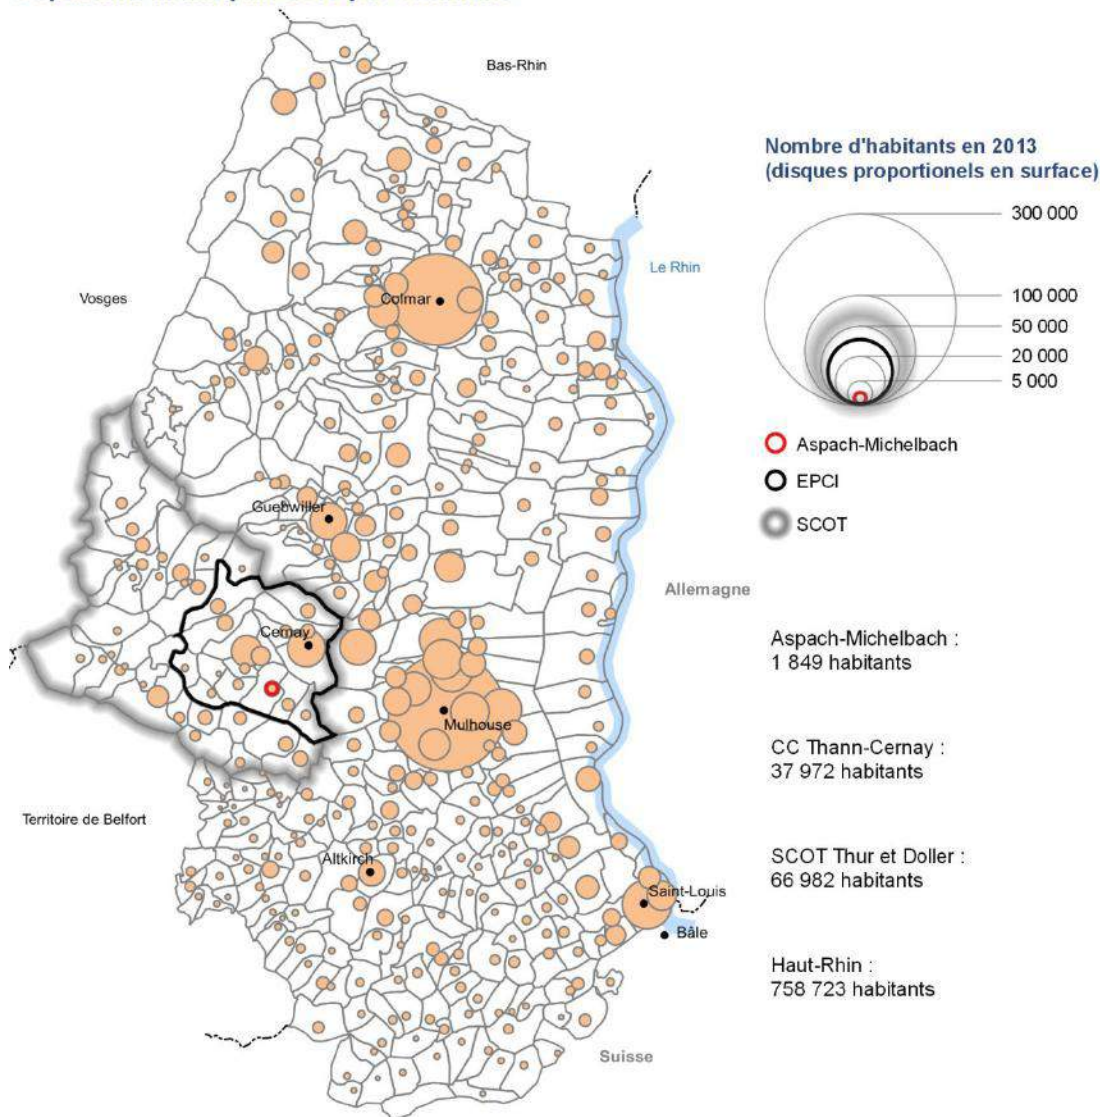 Bas-Rhin
Nombre d'habitants en 2013
(disques proportionels en surface)
300 000
100 000
50 000
20 000
5 000
Le Rhin
Vosges
Colmar
Aspach-Michelbach
EPCI
SCOT
Guebwiller
Allemagne
Cernay
Aspach-Michelbach :
1 849 habitants
Mulhouse
CC Thann-Cernay :
37 972 habitants
Territoire de Belfort
Altkirch
SCOT Thur et Doller :
66 982 habitants
Saint-Louis
Bâle
Haut-Rhin :
758 723 habitants
Suisse